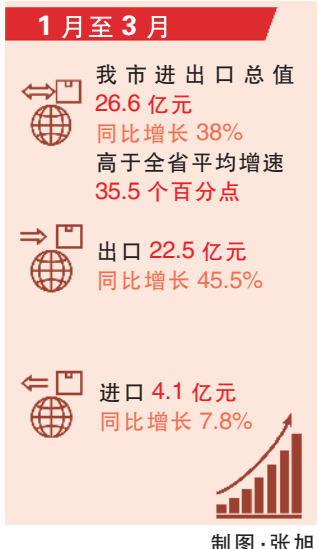 1月至3月
我市进出口总值
26.6亿元
同比增长38%
高于全省平均增速
35.5个百分点
出口22.5亿元
同比增长45.5%
进口4.1亿元
同比增长7.8%
制图·张旭